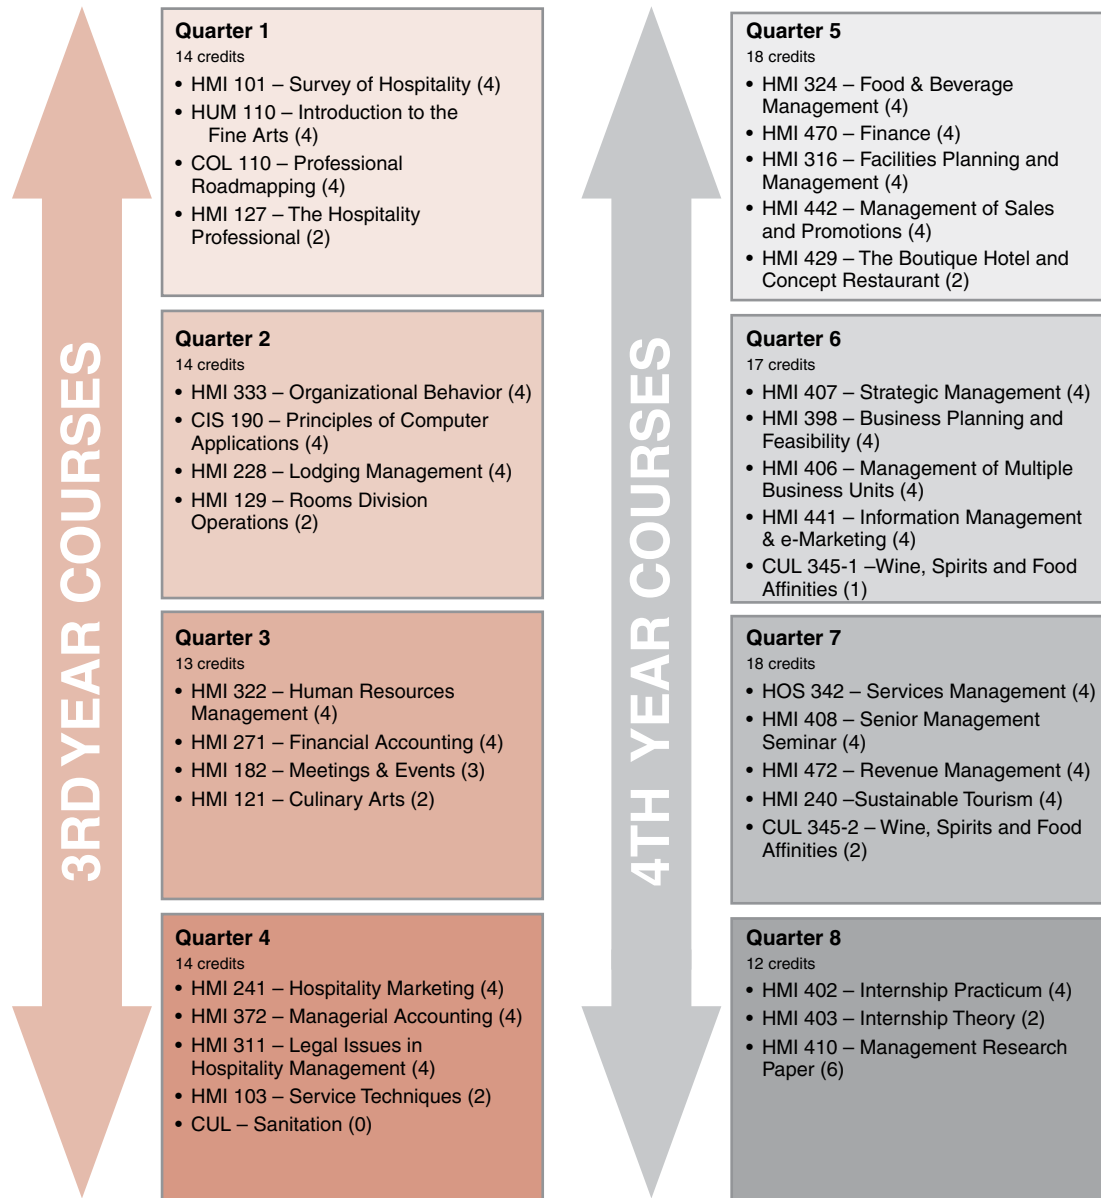 3RD YEAR COURSES
Quarter 1
14 credits
• HMI 101 – Survey of Hospitality (4)
• HUM 110 – Introduction to the
Fine Arts (4)
• COL 110 – Professional
Roadmapping (4)
• HMI 127 – The Hospitality
Professional (2)
Quarter 2
14 credits
• HMI 333 – Organizational Behavior (4)
• CIS 190 – Principles of Computer
Applications (4)
• HMI 228 – Lodging Management (4)
• HMI 129 – Rooms Division
Operations (2)
Quarter 3
13 credits
• HMI 322 – Human Resources
Management (4)
• HMI 271 – Financial Accounting (4)
• HMI 182 – Meetings & Events (3)
• HMI 121 – Culinary Arts (2)
Quarter 4
14 credits
• HMI 241 – Hospitality Marketing (4)
• HMI 372 – Managerial Accounting (4)
• HMI 311 – Legal Issues in
Hospitality Management (4)
• HMI 103 – Service Techniques (2)
• CUL – Sanitation (0)
4TH YEAR COURSES
Quarter 5
18 credits
• HMI 324 – Food & Beverage
Management (4)
• HMI 470 – Finance (4)
• HMI 316 – Facilities Planning and
Management (4)
• HMI 442 – Management of Sales
and Promotions (4)
• HMI 429 – The Boutique Hotel and
Concept Restaurant (2)
Quarter 6
17 credits
• HMI 407 – Strategic Management (4)
• HMI 398 – Business Planning and
Feasibility (4)
• HMI 406 – Management of Multiple
Business Units (4)
• HMI 441 – Information Management
& e-Marketing (4)
• CUL 345-1 –Wine, Spirits and Food
Affinities (1)
Quarter 7
18 credits
• HOS 342 – Services Management (4)
• HMI 408 – Senior Management
Seminar (4)
• HMI 472 – Revenue Management (4)
• HMI 240 –Sustainable Tourism (4)
• CUL 345-2 – Wine, Spirits and Food
Affinities (2)
Quarter 8
12 credits
• HMI 402 – Internship Practicum (4)
• HMI 403 – Internship Theory (2)
• HMI 410 – Management Research
Paper (6)